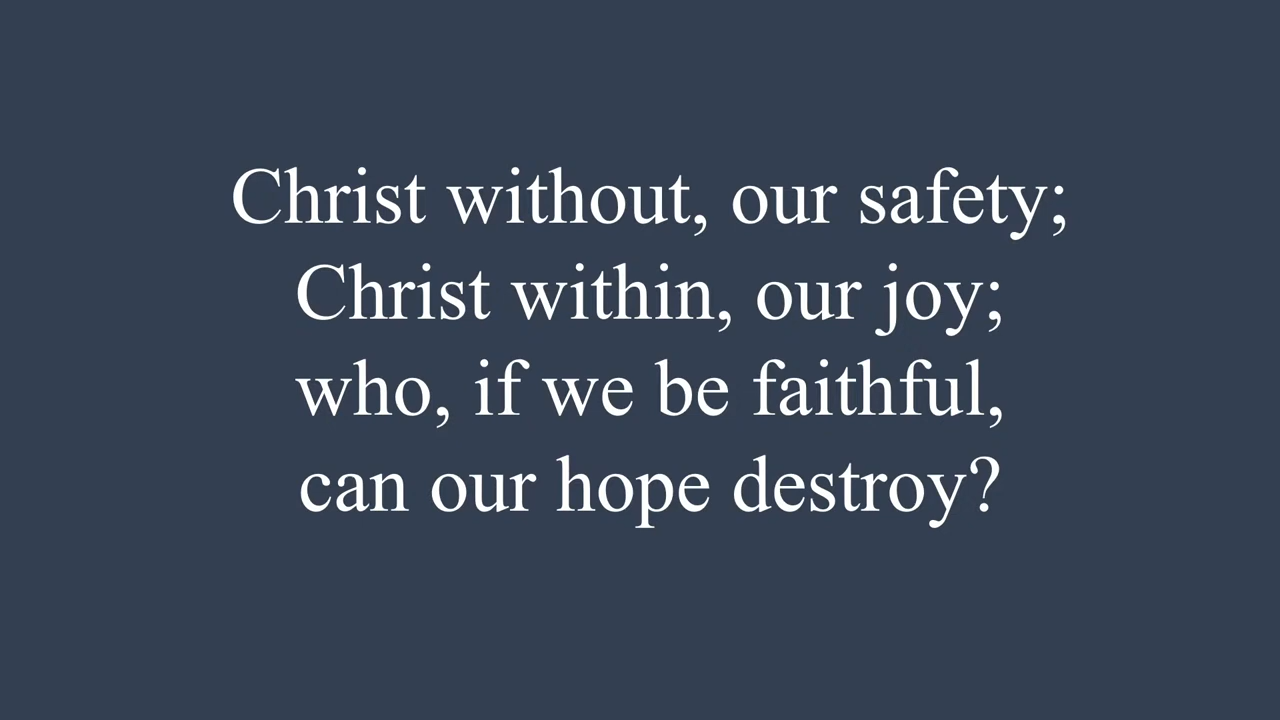 Christ without, our safety;
Christ within, our joy;
who, if we be faithful,
can our hope destroy?